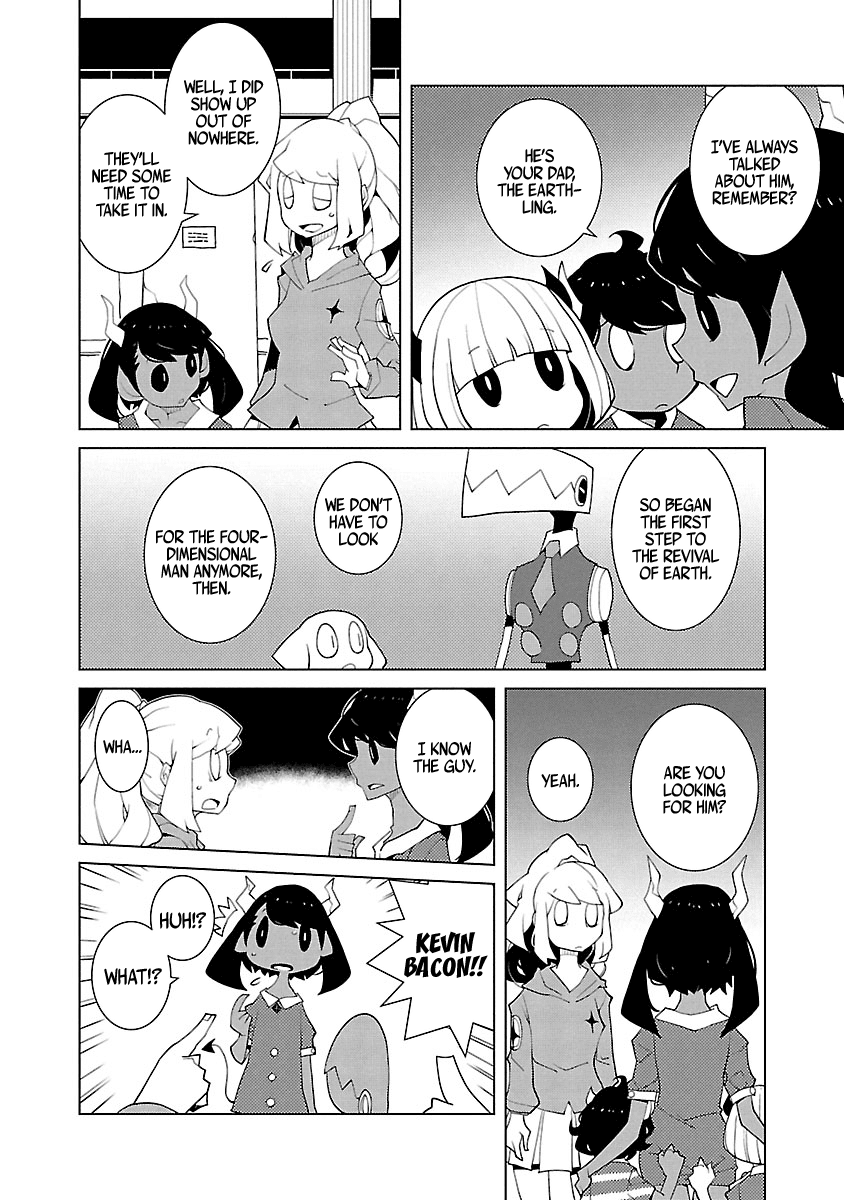 I'VE ALWAYS
TALKED
ABOUT HIM,
REMEMBER?
HE'S
YOUR DAD,
THE EARTH-
LING.
WELL, I DID
SHOW UP
OUT OF
NOWHERE.
THEY'LL
NEED SOME
TIME TO
TAKE IT IN.
SO BEGAN
THE FIRST
STEP TO
THE REVIVAL
OF EARTH.
WE DON'T
HAVE TO
LOOK
FOR THE FOUR-
DIMENSIONAL
MAN ANYMORE,
THEN.
ARE YOU
LOOKING
FOR HIM?
YEAH.
I KNOW
THE GUY.
WHA...
KEVIN
BACON!!
HUH!?
WHAT!?